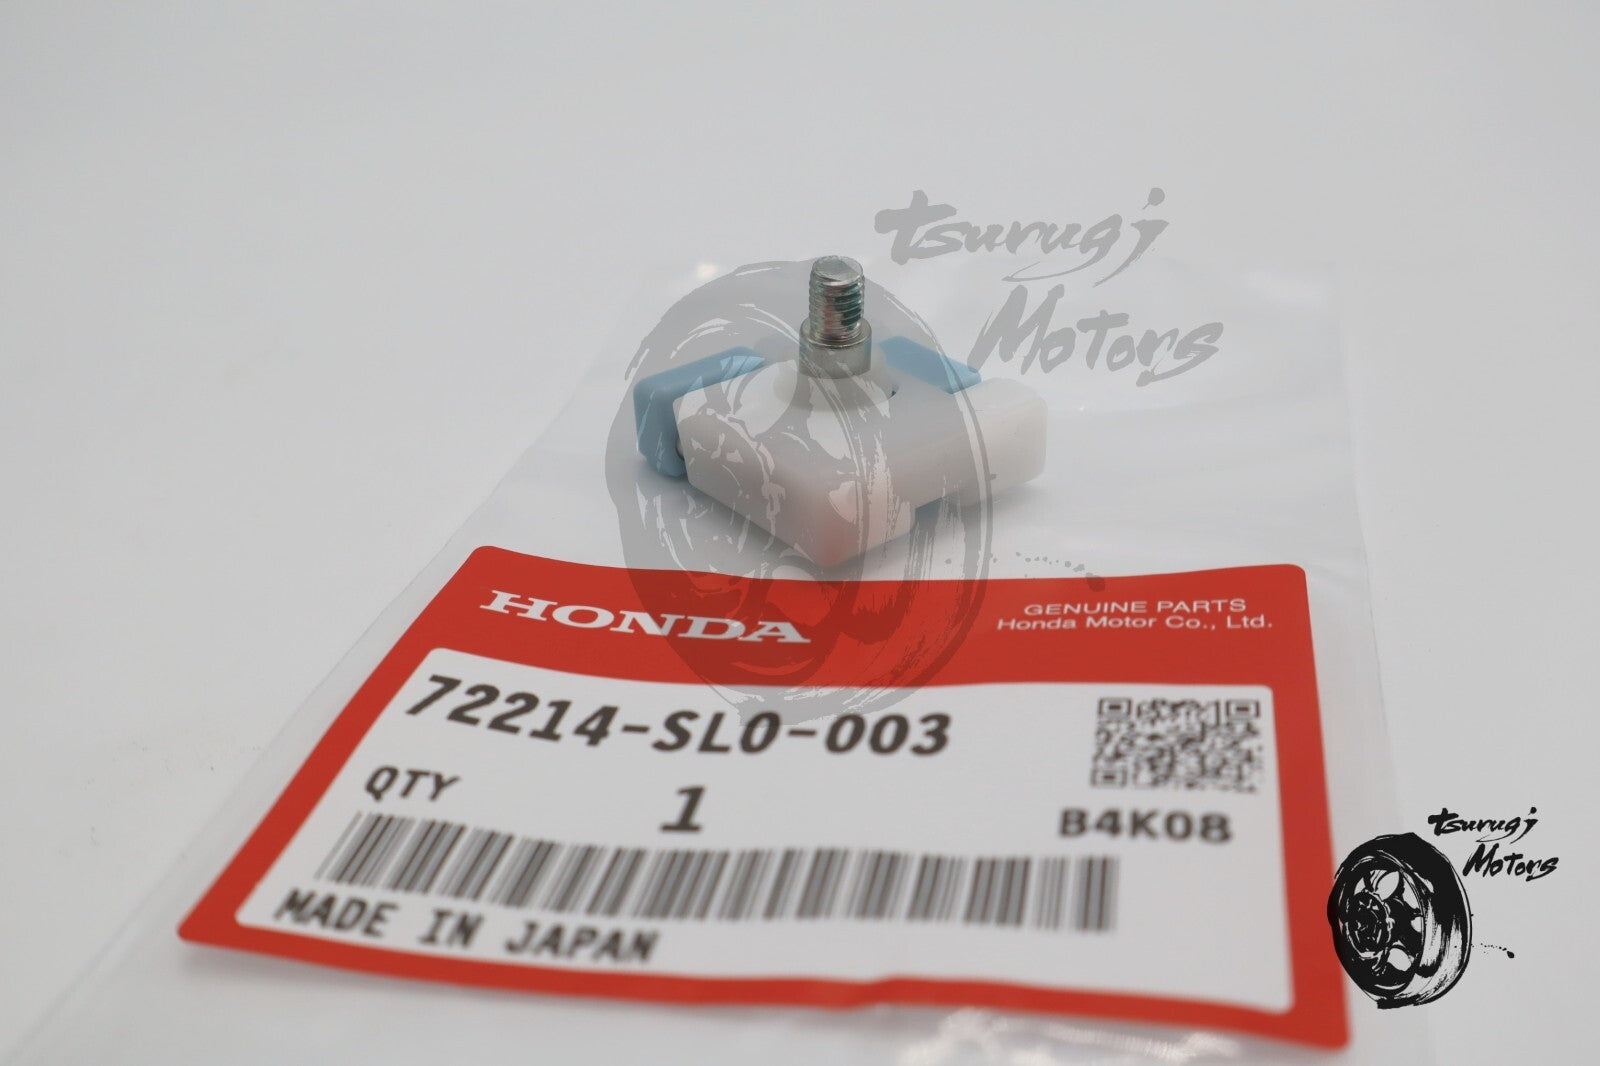 tsurugi
Motors
HONDA
GENUINE PARTS
Honda Motor Co., Ltd.
72214-SL0-003
QTY 1
B4K08
MADE IN JAPAN
tsurugi
Motors